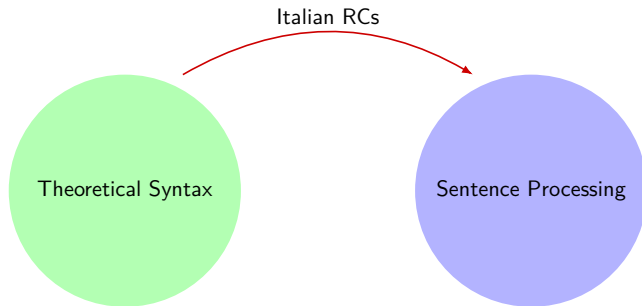 Italian RCs
Theoretical Syntax
Sentence Processing